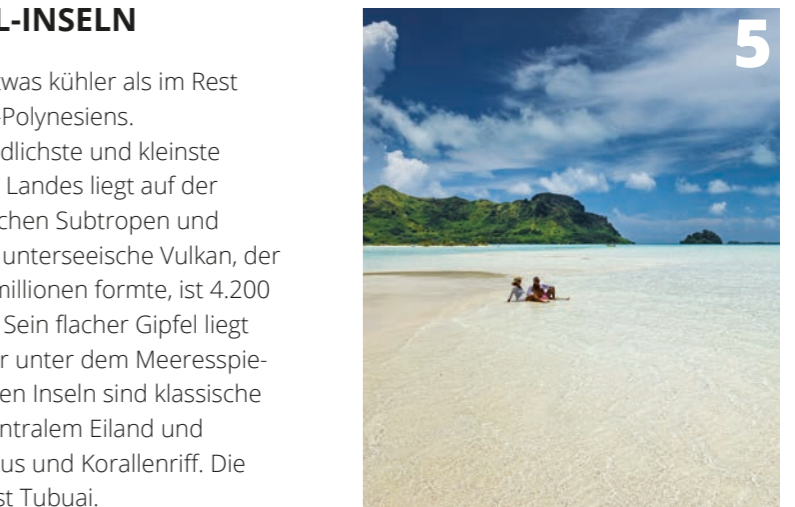 L-INSELN
twas kühler als im Rest
-Polynesiens.
dlichste und kleinste
Landes liegt auf der
chen Subtropen und
unterseeische Vulkan, der
millionen formte, ist 4.200
Sein flacher Gipfel liegt
r unter dem Meeresspie-
en Inseln sind klassische
ntralem Eiland und
us und Korallenriff. Die
st Tubuai.
5